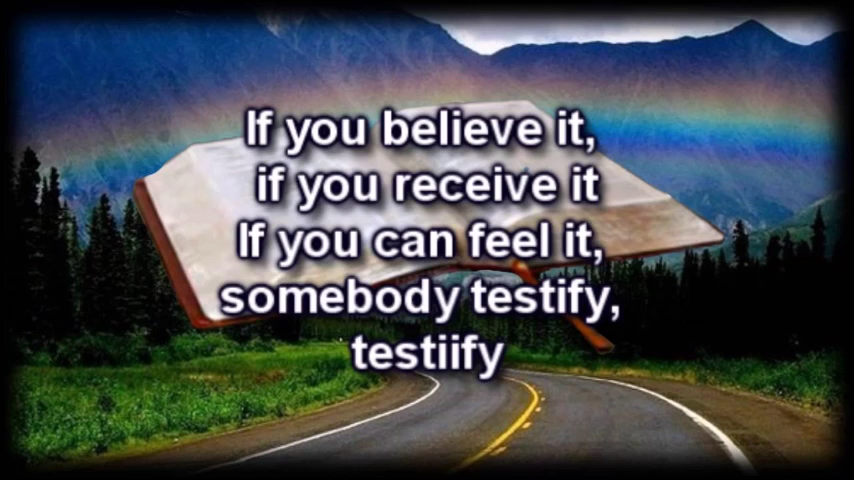 If you believe it,
if you receive it
If you can feel it,
somebody testify,
testiify